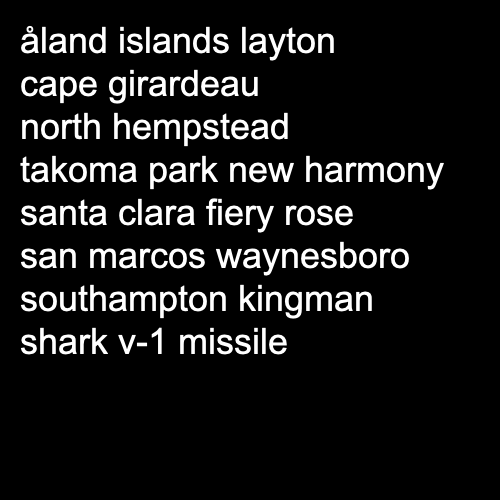 åland islands layton
cape girardeau
north hempstead
takoma park new harmony
santa clara fiery rose
san marcos waynesboro
southampton kingman
shark v-1 missile